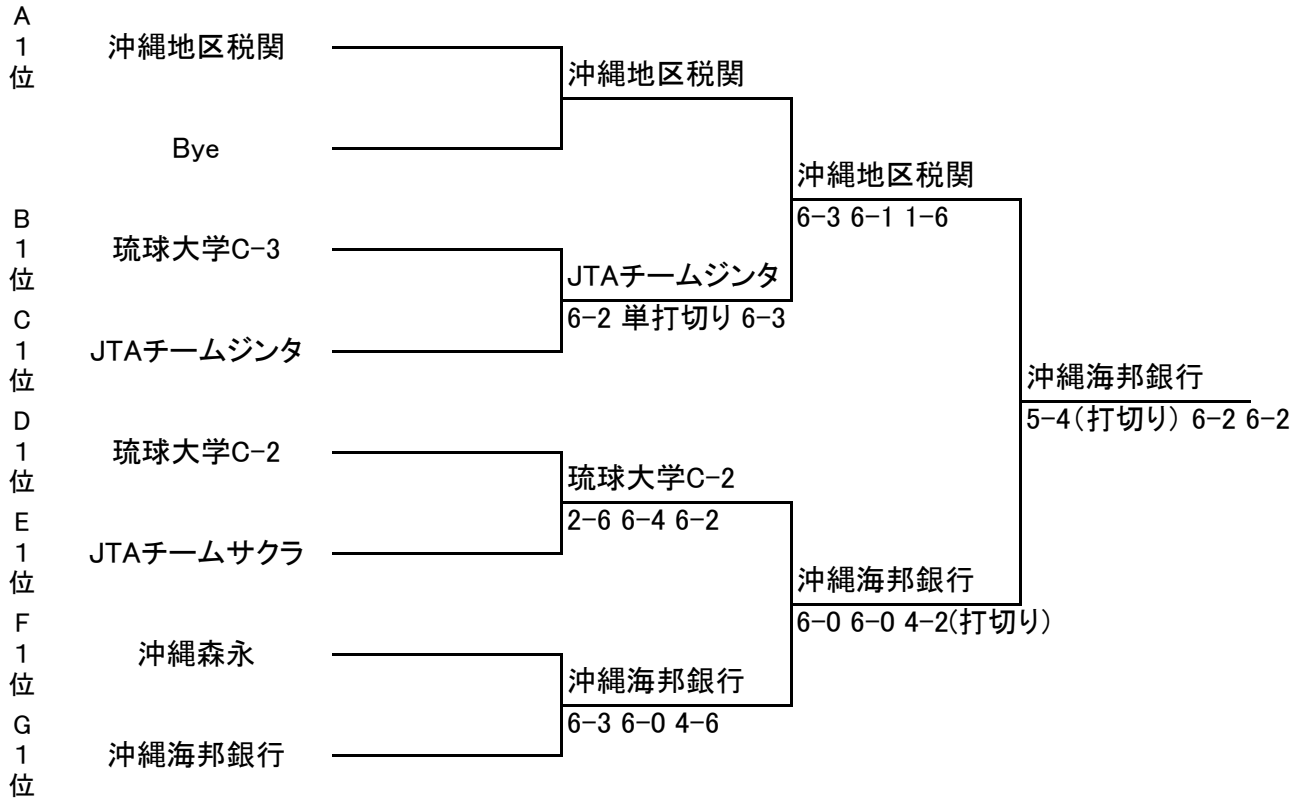 A
1
位
沖縄地区税関
沖縄地区税関
Bye
沖縄地区税関
6-3 6-1 1-6
B
1
位
琉球大学C-3
JTAチームジンタ
6-2 単打切り 6-3
C
1
位
JTAチームジンタ
沖縄海邦銀行
5-4(打切り) 6-2 6-2
D
1
位
琉球大学C-2
琉球大学C-2
2-6 6-4 6-2
E
1
位
JTAチームサクラ
沖縄海邦銀行
6-0 6-0 4-2(打切り)
F
1
位
沖縄森永
沖縄海邦銀行
6-3 6-0 4-6
G
1
位
沖縄海邦銀行